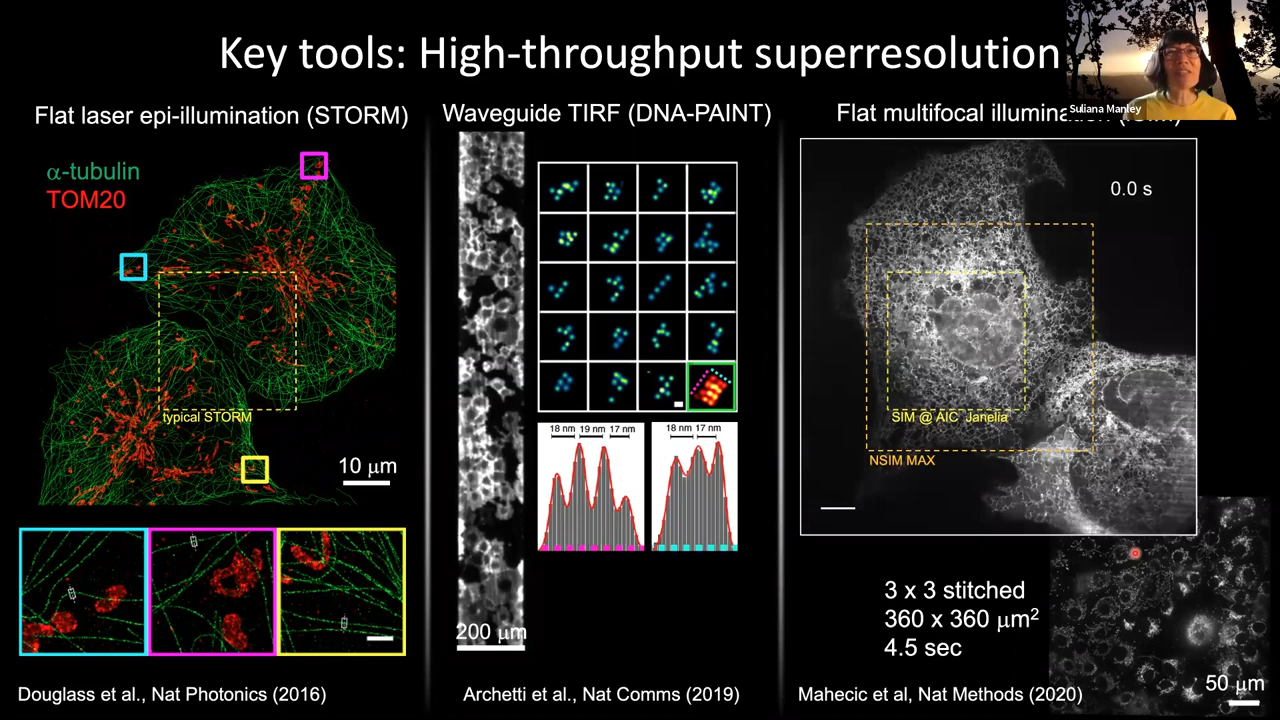 Key tools: High-throughput superresolution
Suliana Manley
Flat laser epi-illumination (STORM)
α-tubulin
TOM20
typical STORM
10 μm
Douglass et al., Nat Photonics (2016)
Waveguide TIRF (DNA-PAINT)
18 nm 19 nm 17 nm
18 nm 17 nm
200 μm
Archetti et al., Nat Comms (2019)
Flat multifocal
0.0 s
SIM @ AIC Janelia
NSIM MAX
3 x 3 stitched
360 x 360 μm²
4.5 sec
50 μm
Mahecic et al, Nat Methods (2020)